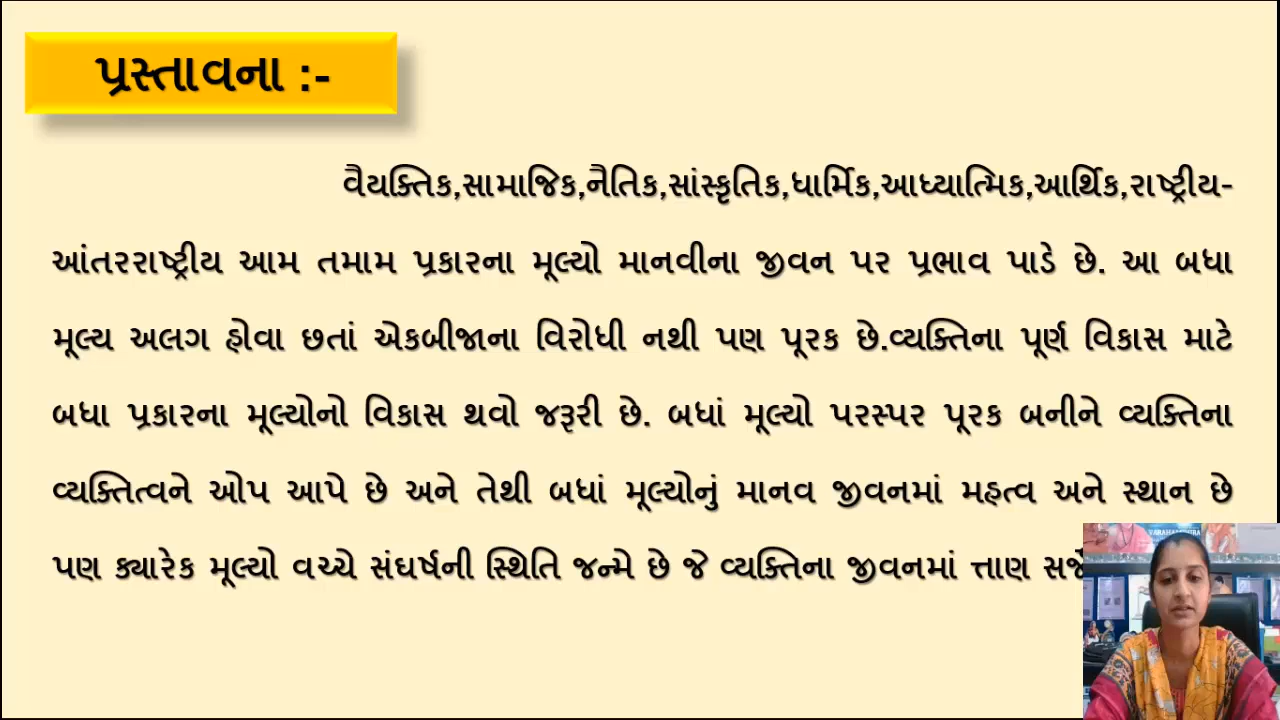 પ્રસ્તાવના :-
વૈયક્તિક,સામાજિક,નૈતિક,સાંસ્કૃતિક,ધાર્મિક,આધ્યાત્મિક,આર્થિક,રાષ્ટ્રીય-
આંતરરાષ્ટ્રીય આમ તમામ પ્રકારના મૂલ્યો માનવીના જીવન પર પ્રભાવ પાડે છે. આ બધા
મૂલ્ય અલગ હોવા છતાં એકબીજાના વિરોધી નથી પણ પૂરક છે.વ્યક્તિના પૂર્ણ વિકાસ માટે
બધા પ્રકારના મૂલ્યોનો વિકાસ થવો જરૂરી છે. બધાં મૂલ્યો પરસ્પર પૂરક બનીને વ્યક્તિના
વ્યક્તિત્વને ઓપ આપે છે અને તેથી બધાં મૂલ્યોનું માનવ જીવનમાં મહત્વ અને સ્થાન છે
પણ ક્યારેક મૂલ્યો વચ્ચે સંઘર્ષની સ્થિતિ જન્મે છે જે વ્યક્તિના જીવનમાં ત્તાણ